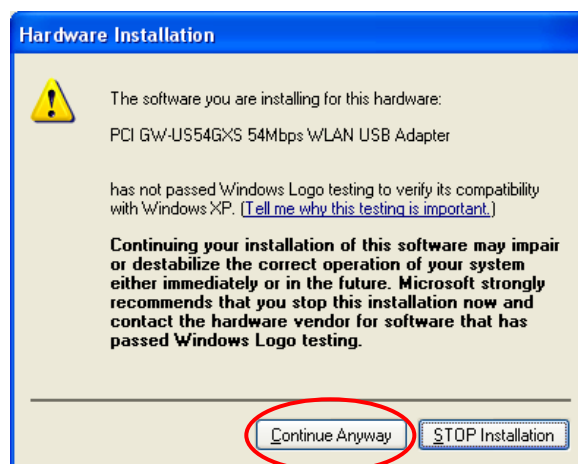 Hardware Installation
The software you are installing for this hardware:
PCI GW-US54GXS 54Mbps WLAN USB Adapter
has not passed Windows Logo testing to verify its compatibility
with Windows XP. (Tell me why this testing is important.)
Continuing your installation of this software may impair
or destabilize the correct operation of your system
either immediately or in the future. Microsoft strongly
recommends that you stop this installation now and
contact the hardware vendor for software that has
passed Windows Logo testing.
Continue Anyway STOP Installation